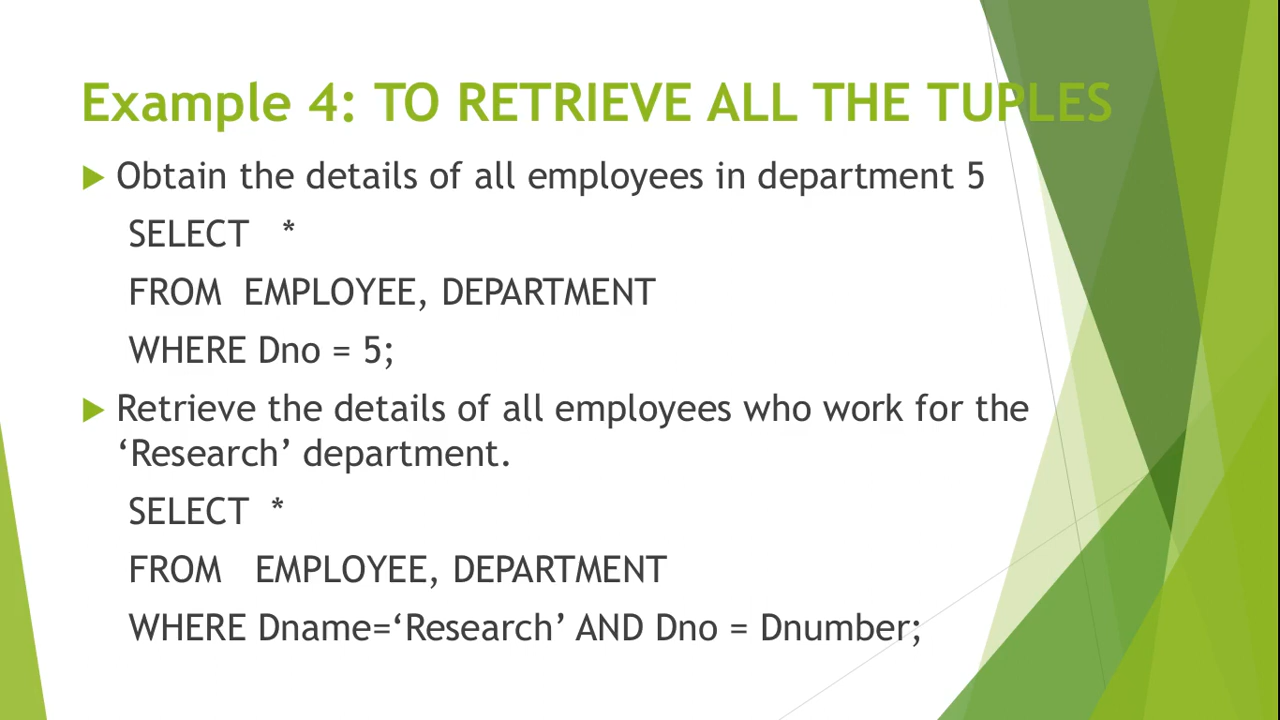 Example 4: TO RETRIEVE ALL THE TUPLES
Obtain the details of all employees in department 5
SELECT *
FROM EMPLOYEE, DEPARTMENT
WHERE Dno = 5;
Retrieve the details of all employees who work for the
‘Research’ department.
SELECT *
FROM EMPLOYEE, DEPARTMENT
WHERE Dname=‘Research’ AND Dno = Dnumber;